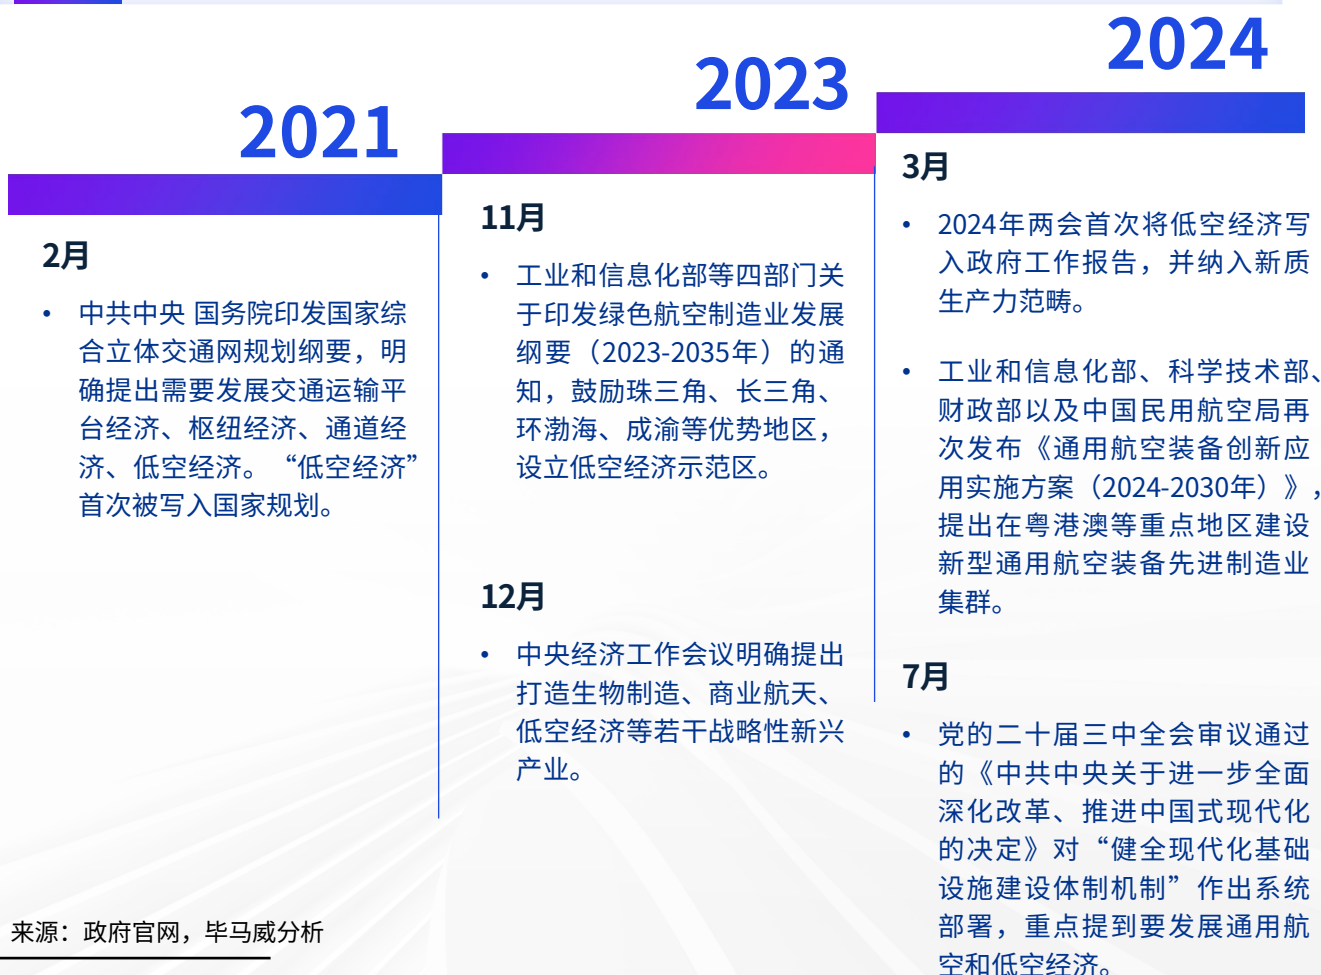 2021
2月
• 中共中央 国务院印发国家综
合立体交通网规划纲要，明
确提出需要发展交通运输平
台经济、枢纽经济、通道经
济、低空经济。“低空经济”
首次被写入国家规划。
2023
11月
• 工业和信息化部等四部门关
于印发绿色航空制造业发展
纲要（2023-2035年）的通
知，鼓励珠三角、长三角、
环渤海、成渝等优势地区，
设立低空经济示范区。
12月
• 中央经济工作会议明确提出
打造生物制造、商业航天、
低空经济等若干战略性新兴
产业。
2024
3月
• 2024年两会首次将低空经济写
入政府工作报告，并纳入新质
生产力范畴。
• 工业和信息化部、科学技术部、
财政部以及中国民用航空局再
次发布《通用航空装备创新应
用实施方案（2024-2030年）》，
提出在粤港澳等重点地区建设
新型通用航空装备先进制造业
集群。
7月
• 党的二十届三中全会审议通过
的《中共中央关于进一步全面
深化改革、推进中国式现代化
的决定》对“健全现代化基础
设施建设体制机制”作出系统
部署，重点提到要发展通用航
空和低空经济。
来源：政府官网，毕马威分析